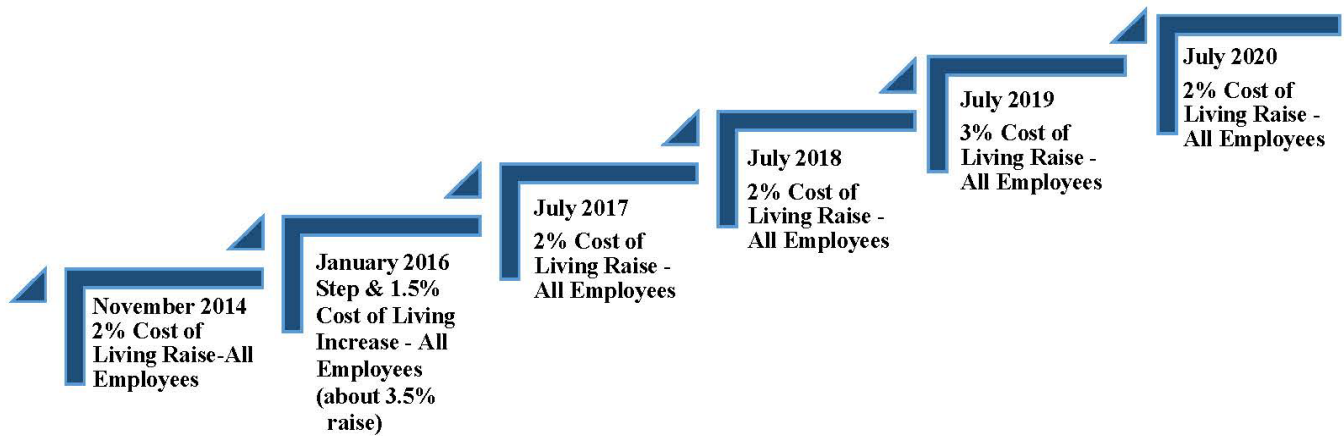 November 2014
2% Cost of
Living Raise-All
Employees
January 2016
Step & 1.5%
Cost of Living
Increase - All
Employees
(about 3.5%
raise)
July 2017
2% Cost of
Living Raise -
All Employees
July 2018
2% Cost of
Living Raise -
All Employees
July 2019
3% Cost of
Living Raise -
All Employees
July 2020
2% Cost of
Living Raise -
All Employees